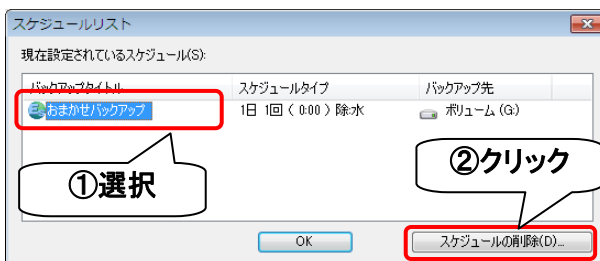 スケジュールリスト
現在設定されているスケジュール(S):
バックアップタイトル スケジュールタイプ バックアップ先
おまかせバックアップ 1日 1回 ( 0:00 ) 除:水 ボリューム (G:)
①選択
②クリック
OK スケジュールの削除(D)...